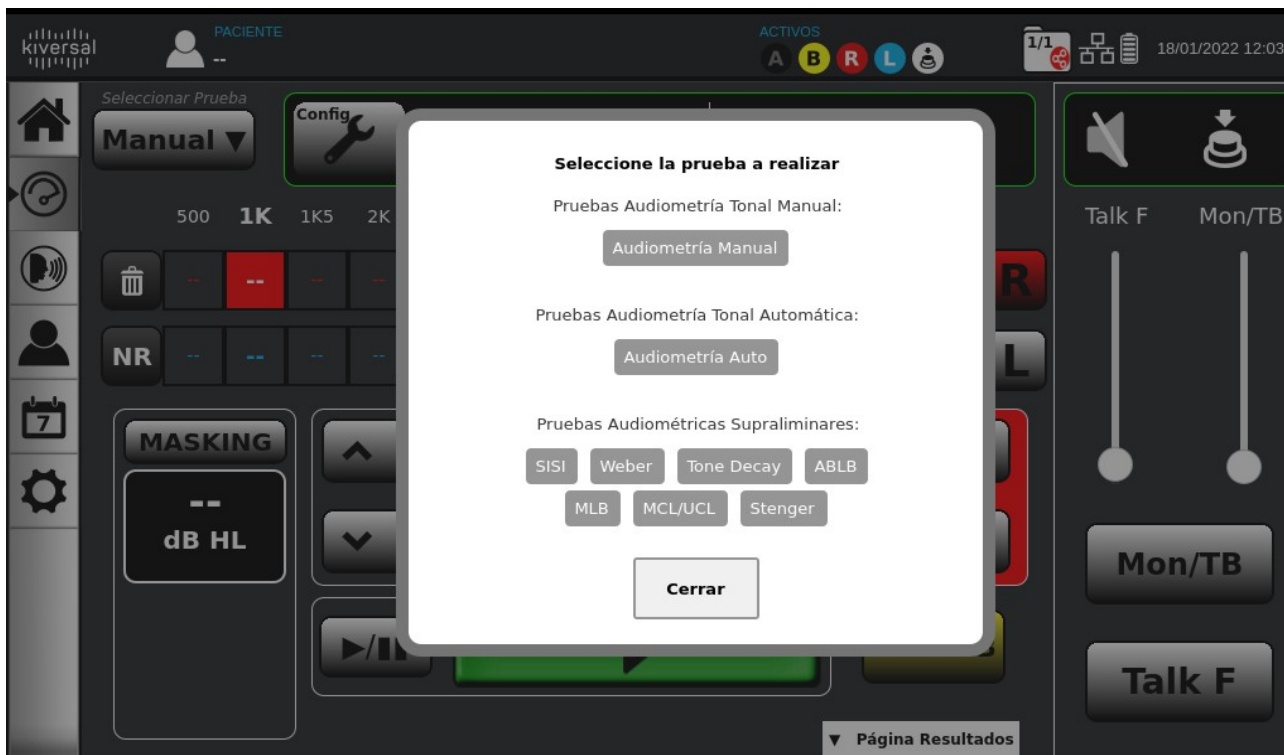 kiversal
PACIENTE
--
ACTIVOS
A B R L
1/1
18/01/2022 12:03
Seleccionar Prueba
Manual ▼
Config
500 1K 1K5 2K
-- -- -- --
R
NR -- -- -- --
L
7
MASKING
--
dB HL
Seleccione la prueba a realizar
Pruebas Audiometría Tonal Manual:
Audiometría Manual
Pruebas Audiometría Tonal Automática:
Audiometría Auto
Pruebas Audiométricas Supraliminares:
SISI Weber Tone Decay ABLB
MLB MCL/UCL Stenger
Cerrar
Talk F Mon/TB
Mon/TB
Talk F
▼ Página Resultados